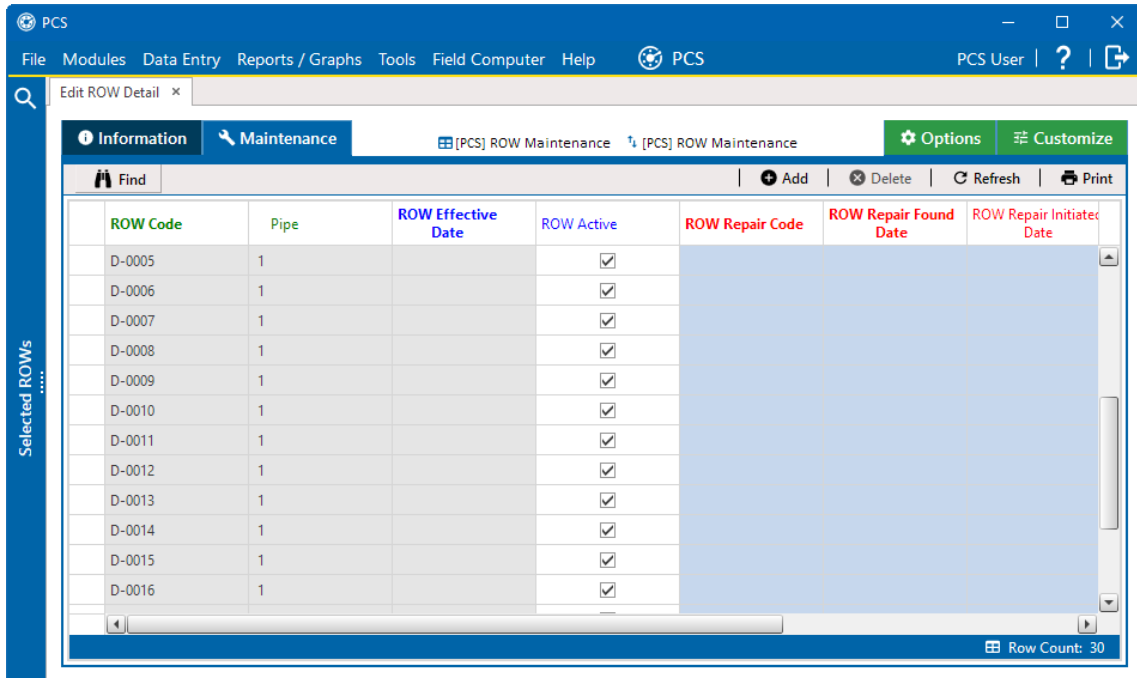 PCS
File Modules Data Entry Reports / Graphs Tools Field Computer Help PCS PCS User | ? |
Edit ROW Detail ×
Information Maintenance [PCS] ROW Maintenance [PCS] ROW Maintenance Options Customize
Find | Add | Delete | Refresh | Print
ROW Code Pipe ROW Effective Date ROW Active ROW Repair Code ROW Repair Found Date ROW Repair Initiated Date
D-0005 1
D-0006 1
D-0007 1
D-0008 1
D-0009 1
D-0010 1
D-0011 1
D-0012 1
D-0013 1
D-0014 1
D-0015 1
D-0016 1
Selected ROWs
Row Count: 30